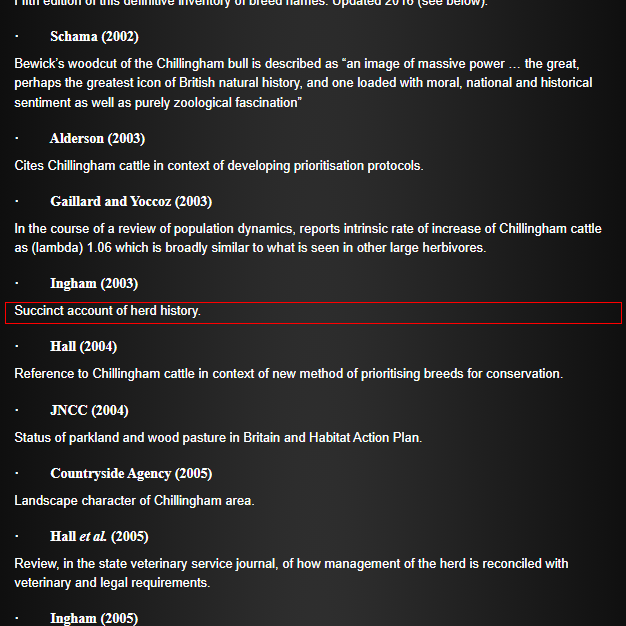 Fifth edition of this definitive inventory of breed names. Updated 2016 (see below).
· Schama (2002)
Bewick’s woodcut of the Chillingham bull is described as “an image of massive power … the great,
perhaps the greatest icon of British natural history, and one loaded with moral, national and historical
sentiment as well as purely zoological fascination”
· Alderson (2003)
Cites Chillingham cattle in context of developing prioritisation protocols.
· Gaillard and Yoccoz (2003)
In the course of a review of population dynamics, reports intrinsic rate of increase of Chillingham cattle
as (lambda) 1.06 which is broadly similar to what is seen in other large herbivores.
· Ingham (2003)
Succinct account of herd history.
· Hall (2004)
Reference to Chillingham cattle in context of new method of prioritising breeds for conservation.
· JNCC (2004)
Status of parkland and wood pasture in Britain and Habitat Action Plan.
· Countryside Agency (2005)
Landscape character of Chillingham area.
· Hall et al. (2005)
Review, in the state veterinary service journal, of how management of the herd is reconciled with
veterinary and legal requirements.
· Ingham (2005)